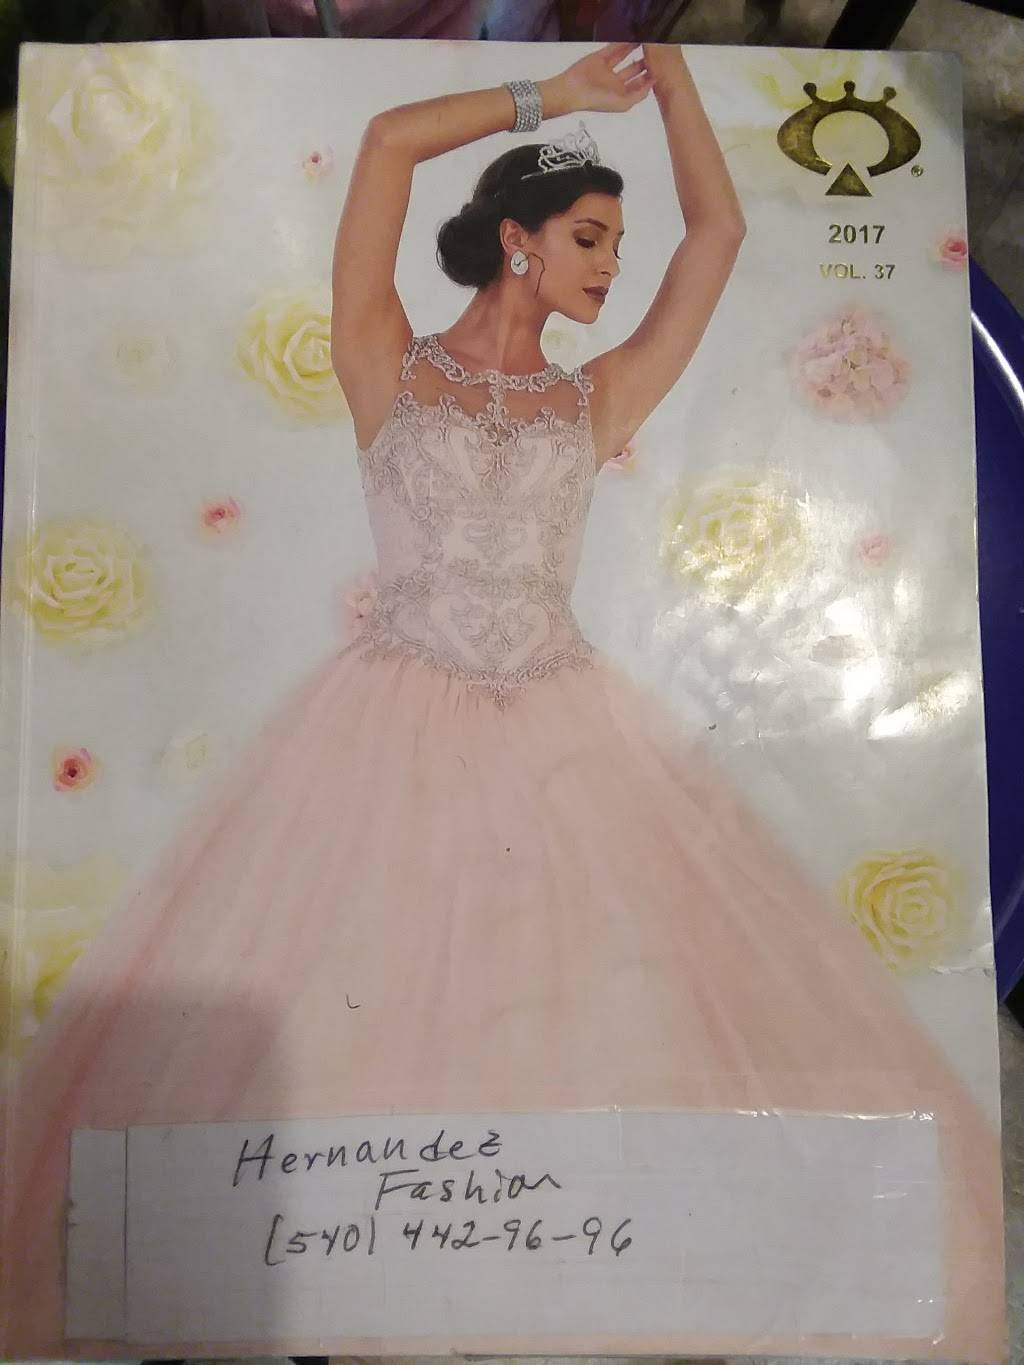 ®
2017
VOL. 37
Hernandez
Fashion
(540) 442-96-96